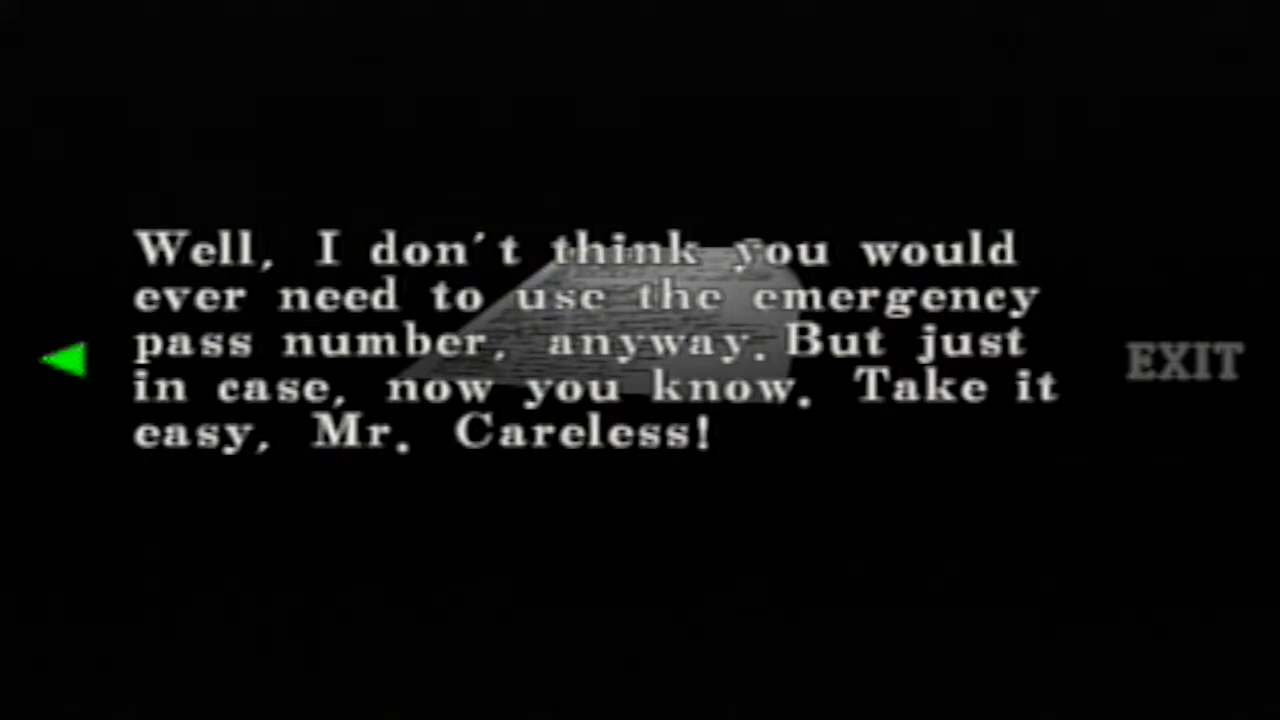 Well, I don't think you would
ever need to use the emergency
pass number, anyway. But just
in case, now you know. Take it
easy, Mr. Careless!
EXIT